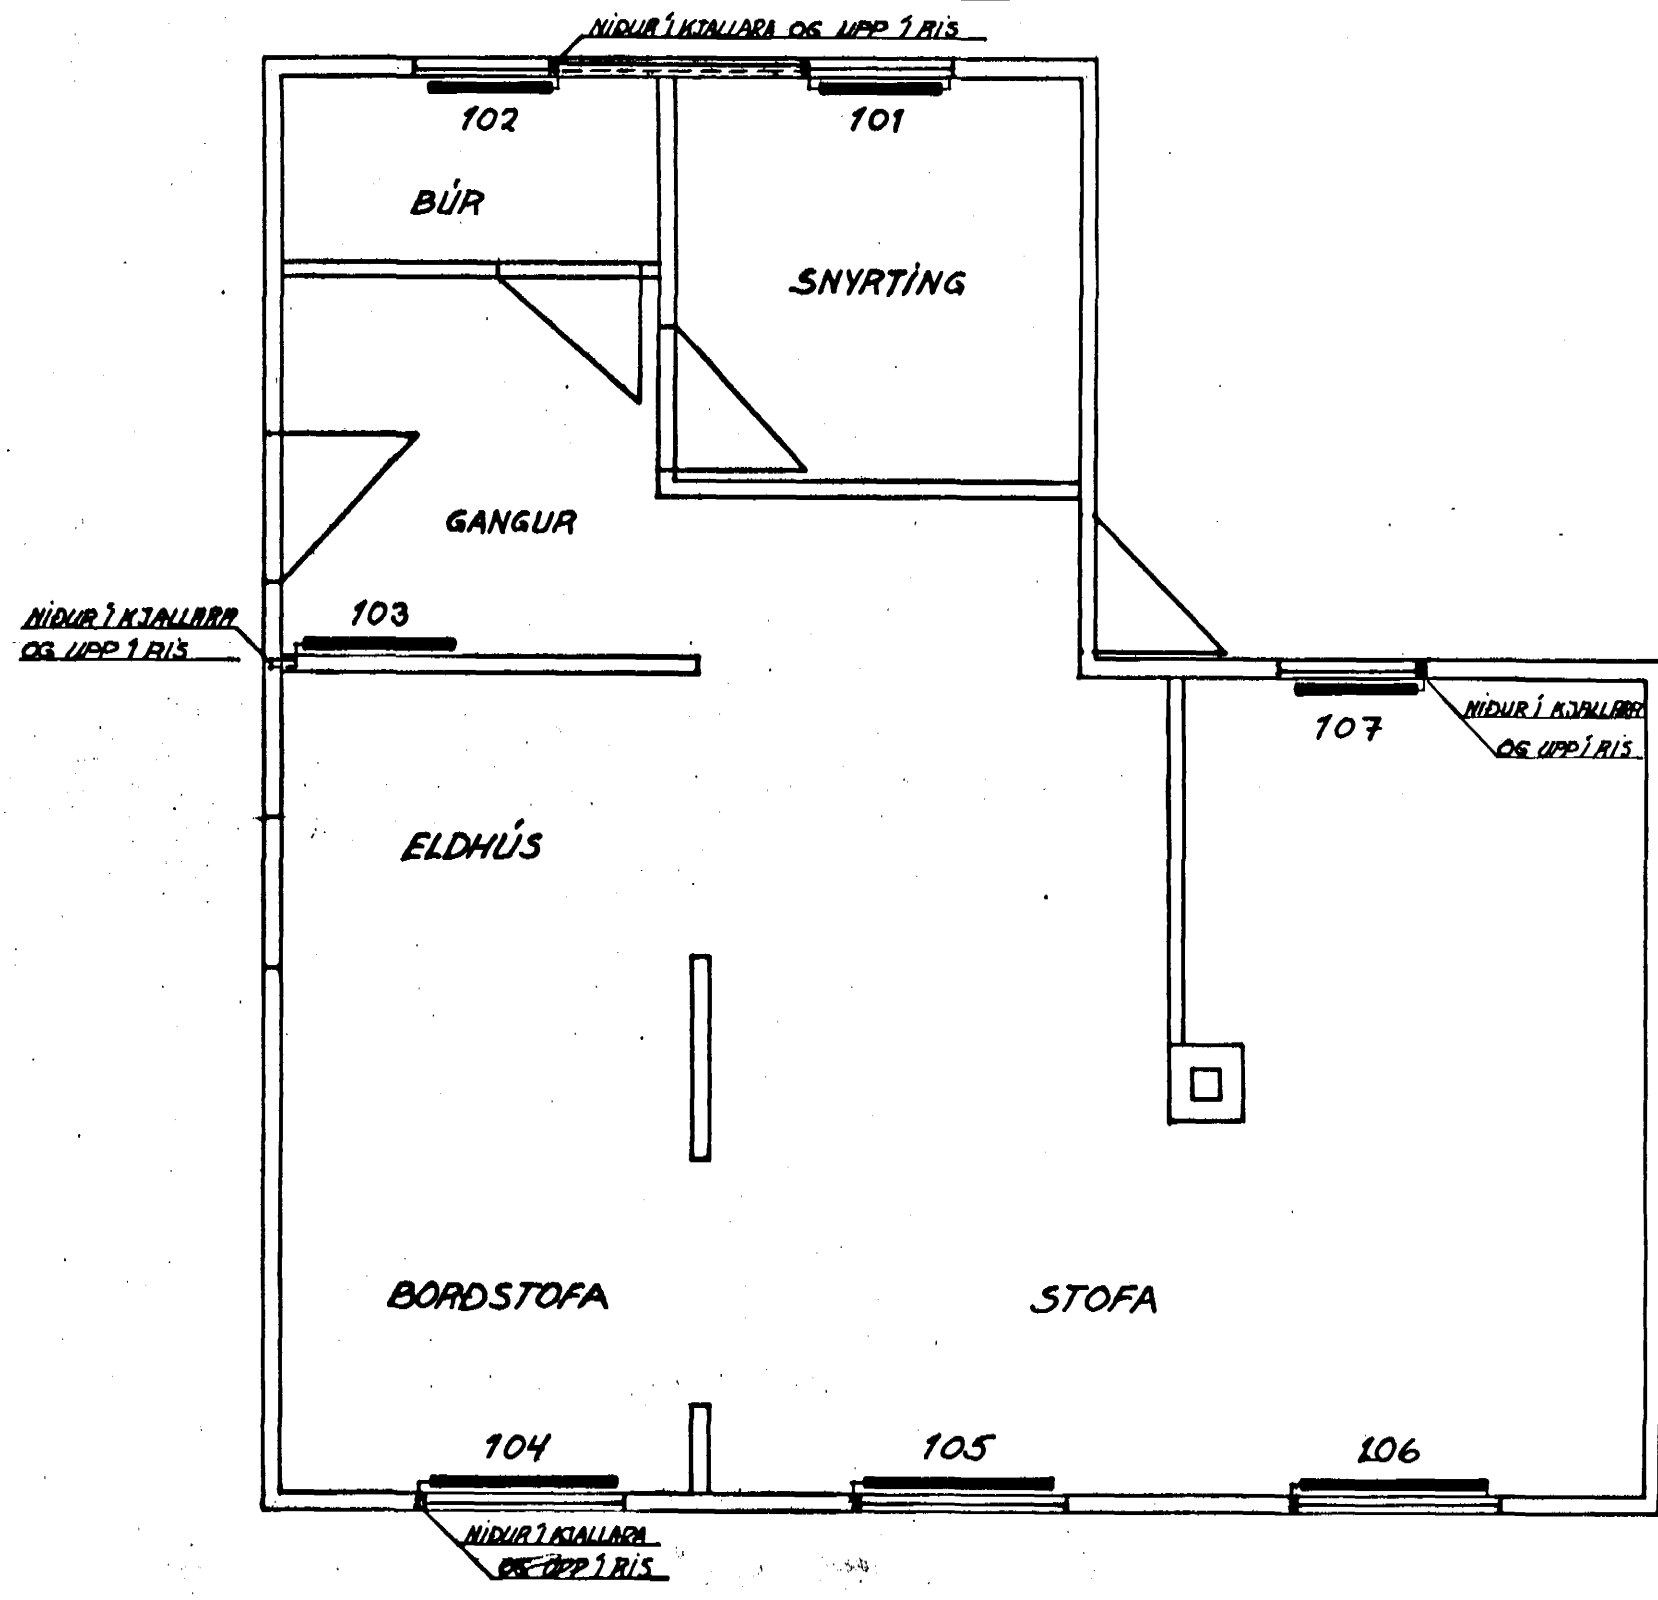 NIÐUR Í KJALLARA OG UPP Í RIS
102
101
BÚR
SNYRTÍNG
GANGUR
103
NIÐUR Í KJALLARA
OG UPP Í RIS
107
NIÐUR Í KJALLARA
OG UPP Í RIS
ELDHÚS
BORÐSTOFA
STOFA
104
105
106
NIÐUR Í KJALLARA
OG UPP Í RIS